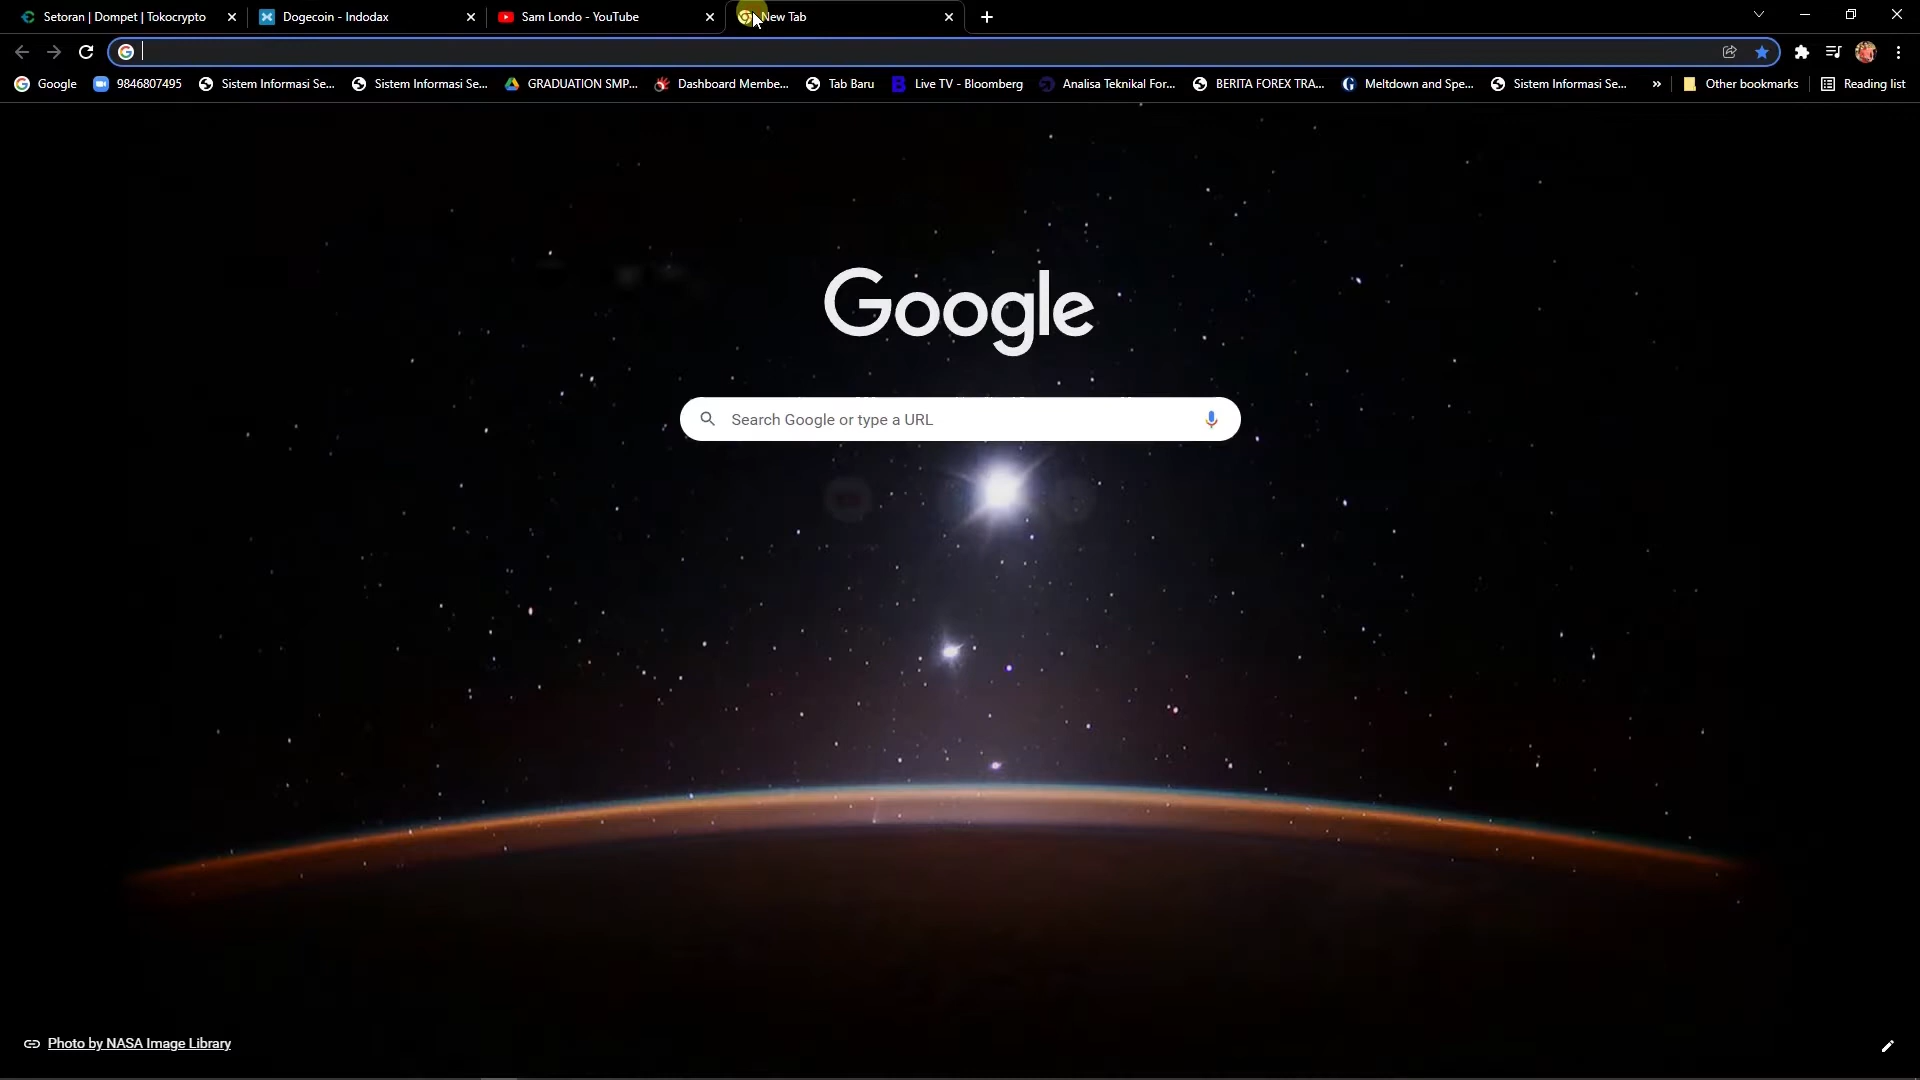 Setoran | Dompet | Tokocrypto
Dogecoin - Indodax
Sam Londo - YouTube
New Tab
Google
9846807495
Sistem Informasi Se...
Sistem Informasi Se...
GRADUATION SMP...
Dashboard Membe...
Tab Baru
Live TV - Bloomberg
Analisa Teknikal For...
BERITA FOREX TRA...
Meltdown and Spe...
Sistem Informasi Se...
»
Other bookmarks
Reading list
Google
Search Google or type a URL
Photo by NASA Image Library